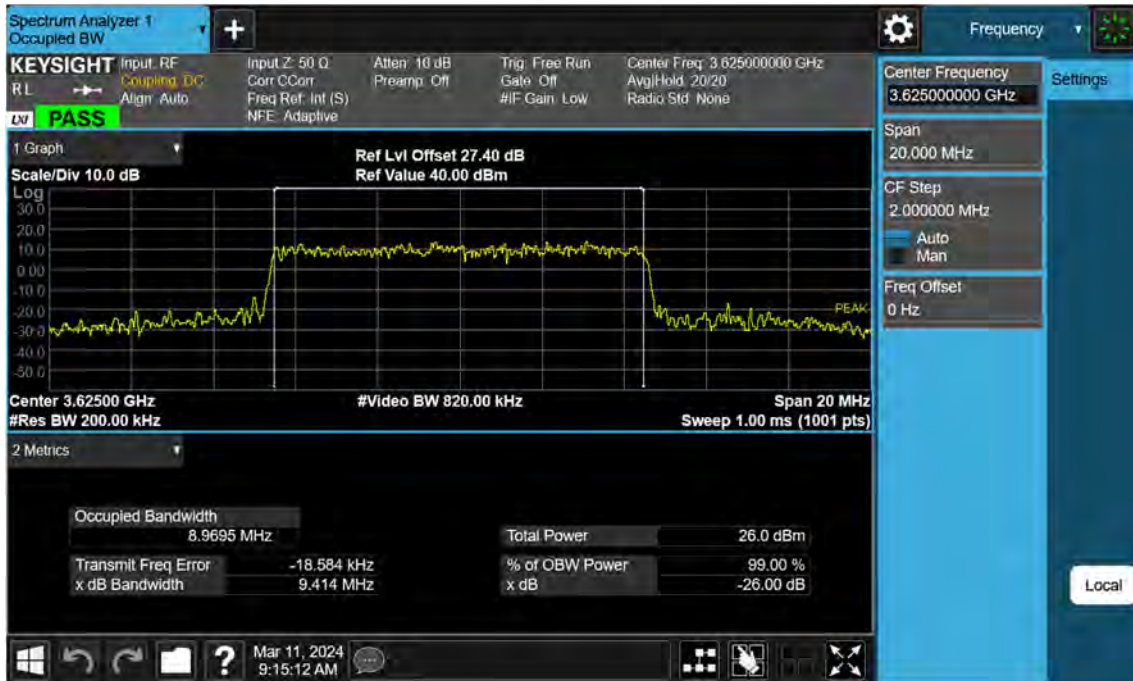 Spectrum Analyzer 1
Occupied BW
+
Frequency
KEYSIGHT
RL
LXI
PASS
Input: RF
Coupling: DC
Align: Auto
Input Z: 50 Ω
Corr CCorr
Freq Ref: Int (S)
NFE: Adaptive
Atten: 10 dB
Preamp: Off
Trig: Free Run
Gate: Off
#IF Gain: Low
Center Freq: 3.625000000 GHz
Avg|Hold: 20/20
Radio Std: None
Center Frequency
3.625000000 GHz
Settings
Span
20.000 MHz
CF Step
2.000000 MHz
Auto
Man
Freq Offset
0 Hz
1 Graph
Scale/Div 10.0 dB
Ref Lvl Offset 27.40 dB
Ref Value 40.00 dBm
Log
30.0
20.0
10.0
0.00
-10.0
-20.0
-30.0
-40.0
-50.0
PEAK
Center 3.62500 GHz
#Video BW 820.00 kHz
Span 20 MHz
#Res BW 200.00 kHz
Sweep 1.00 ms (1001 pts)
2 Metrics
Occupied Bandwidth
8.9695 MHz
Total Power 26.0 dBm
Transmit Freq Error -18.584 kHz
% of OBW Power 99.00 %
x dB Bandwidth 9.414 MHz
x dB -26.00 dB
Local
?
Mar 11, 2024
9:15:12 AM